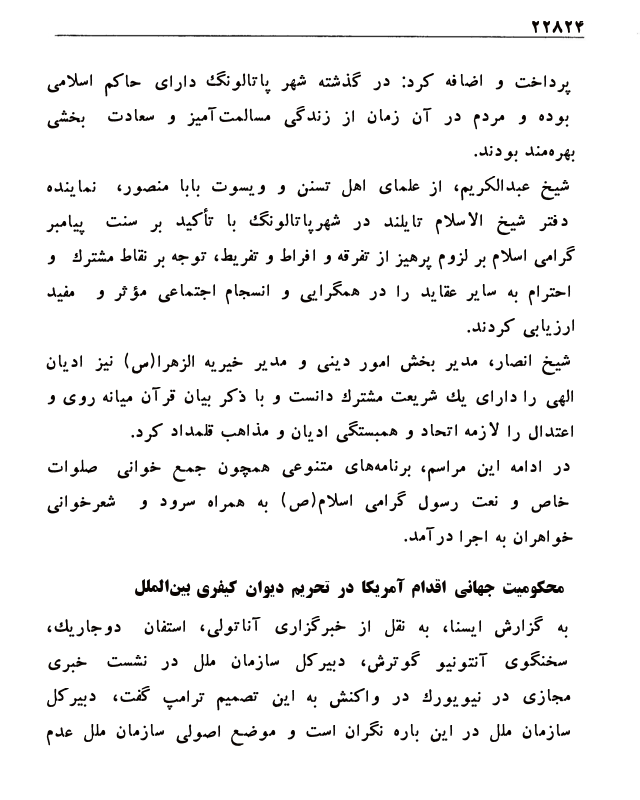 ۲۲۸۲۴
پرداخت و اضافه کرد: در گذشته شهر پاتالونگ دارای حاکم اسلامی
بوده و مردم در آن زمان از زندگی مسالمت‌آمیز و سعادت بخشی
بهره‌مند بودند.
شیخ عبدالکریم، از علمای اهل تسنن و ویسوت بابا منصور، نماینده
دفتر شیخ الاسلام تایلند در شهرپاتالونگ با تأکید بر سنت پیامبر
گرامی اسلام بر لزوم پرهیز از تفرقه و افراط و تفریط، توجه بر نقاط مشترك و
احترام به سایر عقاید را در همگرایی و انسجام اجتماعی مؤثر و مفید
ارزیابی کردند.
شیخ انصار، مدیر بخش امور دینی و مدیر خیریه الزهرا(س) نیز ادیان
الهی را دارای یك شریعت مشترك دانست و با ذکر بیان قرآن میانه روی و
اعتدال را لازمه اتحاد و همبستگی ادیان و مذاهب قلمداد کرد.
در ادامه این مراسم، برنامه‌های متنوعی همچون جمع خوانی صلوات
خاص و نعت رسول گرامی اسلام(ص) به همراه سرود و شعرخوانی
خواهران به اجرا درآمد.
محکومیت جهانی اقدام آمریکا در تحریم دیوان کیفری بین‌الملل
به گزارش ایسنا، به نقل از خبرگزاری آناتولی، استفان دوجاریك،
سخنگوی آنتونیو گوترش، دبیرکل سازمان ملل در نشست خبری
مجازی در نیویورك در واکنش به این تصمیم ترامپ گفت، دبیرکل
سازمان ملل در این باره نگران است و موضع اصولی سازمان ملل عدم